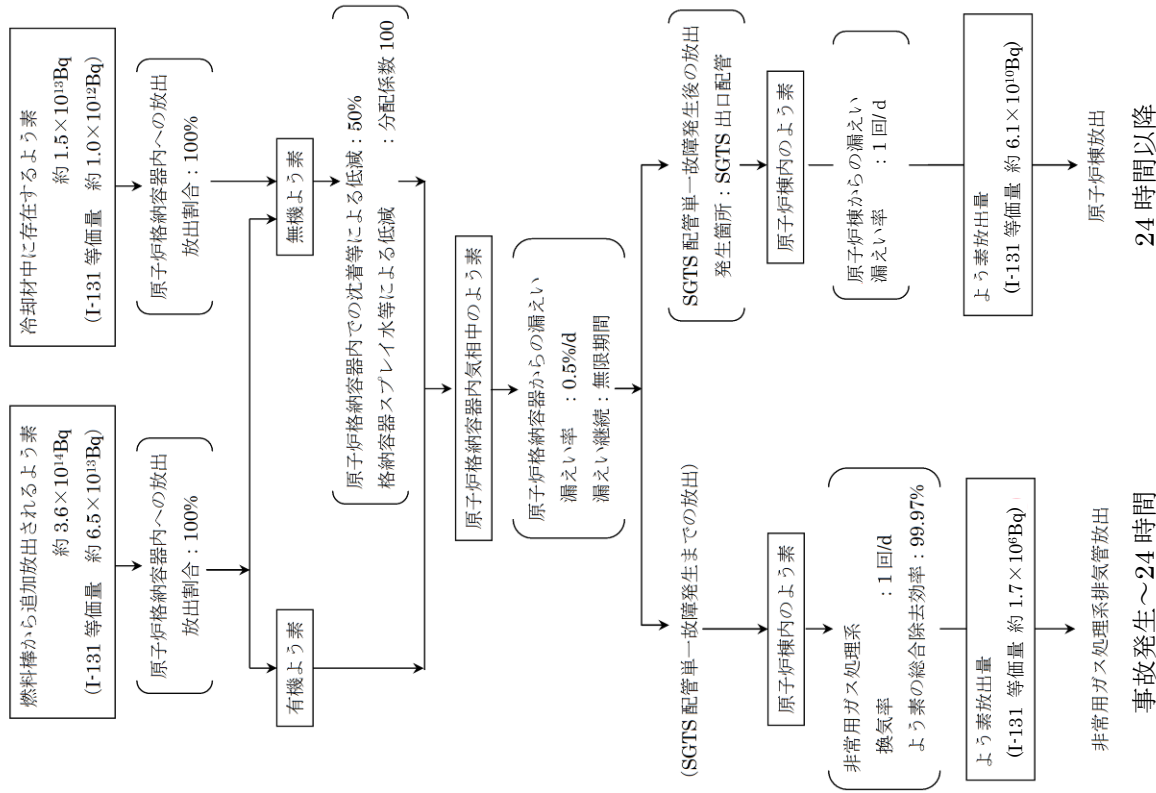 燃料棒から追加放出されるよう素
約 3.6×10¹⁴Bq
(I-131 等価量 約 6.5×10¹³Bq)
冷却材中に存在するよう素
約 1.5×10¹³Bq
(I-131 等価量 約 1.0×10¹²Bq)
原子炉格納容器内への放出
放出割合：100%
原子炉格納容器内への放出
放出割合：100%
有機よう素
無機よう素
原子炉格納容器内での沈着等による低減：50%
格納容器スプレイ水等による低減 ：分配係数 100
原子炉格納容器内気相中のよう素
原子炉格納容器からの漏えい
漏えい率 ：0.5%/d
漏えい継続：無限期間
(SGTS 配管単一故障発生までの放出)
SGTS 配管単一故障発生後の放出
発生箇所：SGTS 出口配管
原子炉棟内のよう素
原子炉棟内のよう素
非常用ガス処理系
換気率 ：1 回/d
よう素の総合除去効率：99.97%
原子炉棟からの漏えい
漏えい率 ：1 回/d
よう素放出量
(I-131 等価量 約 1.7×10⁶Bq)
よう素放出量
(I-131 等価量 約 6.1×10¹⁰Bq)
非常用ガス処理系排気管放出
原子炉棟放出
事故発生～24 時間
24 時間以降